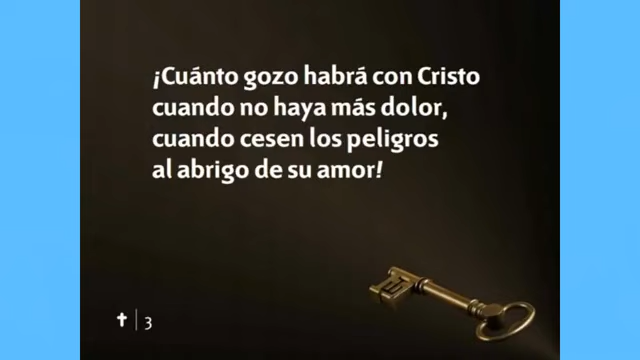 ¡Cuánto gozo habrá con Cristo
cuando no haya más dolor,
cuando cesen los peligros
al abrigo de su amor!
3